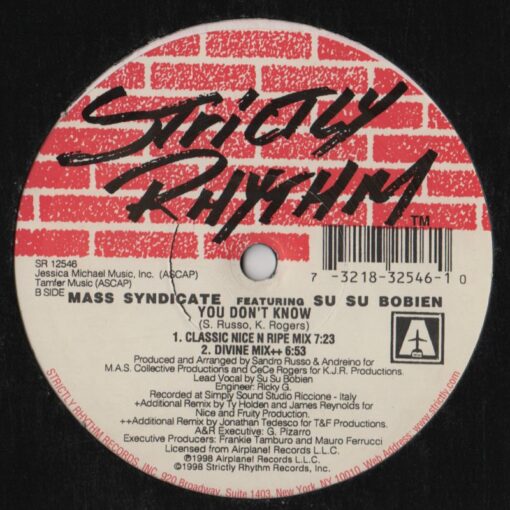 STRICTLY
RHYTHM
TM
SR 12546
Jessica Michael Music, Inc. (ASCAP)
Tamfer Music (ASCAP)
7 -3218-32546-1 0
B SIDE MASS SYNDICATE FEATURING SU SU BOBIEN
YOU DON'T KNOW
(S. Russo, K. Rogers)
1. CLASSIC NICE N RIPE MIX 7:23
2. DIVINE MIX++ 6:53
A
Produced and Arranged by Sandro Russo & Andreino for
M.A.S. Collective Productions and CeCe Rogers for K.J.R. Productions.
Lead Vocal by Su Su Bobien
Engineer: Ricky G.
Recorded at Simply Sound Studio Riccione - Italy
+Additional Remix by Ty Holden and James Reynolds for
Nice and Fruity Production.
++Additional Remix by Jonathan Tedesco for T&F Productions.
A&R Executive: G. Pizarro
Executive Producers: Frankie Tamburo and Mauro Ferrucci
Licensed from Airplane! Records L.L.C.
℗1998 Airplane! Records L.L.C.
©1998 Strictly Rhythm Records, Inc.
STRICTLY RHYTHM RECORDS, INC. 920 Broadway, Suite 1403, New York, NY, 10010. Web Address: www.strictly.com